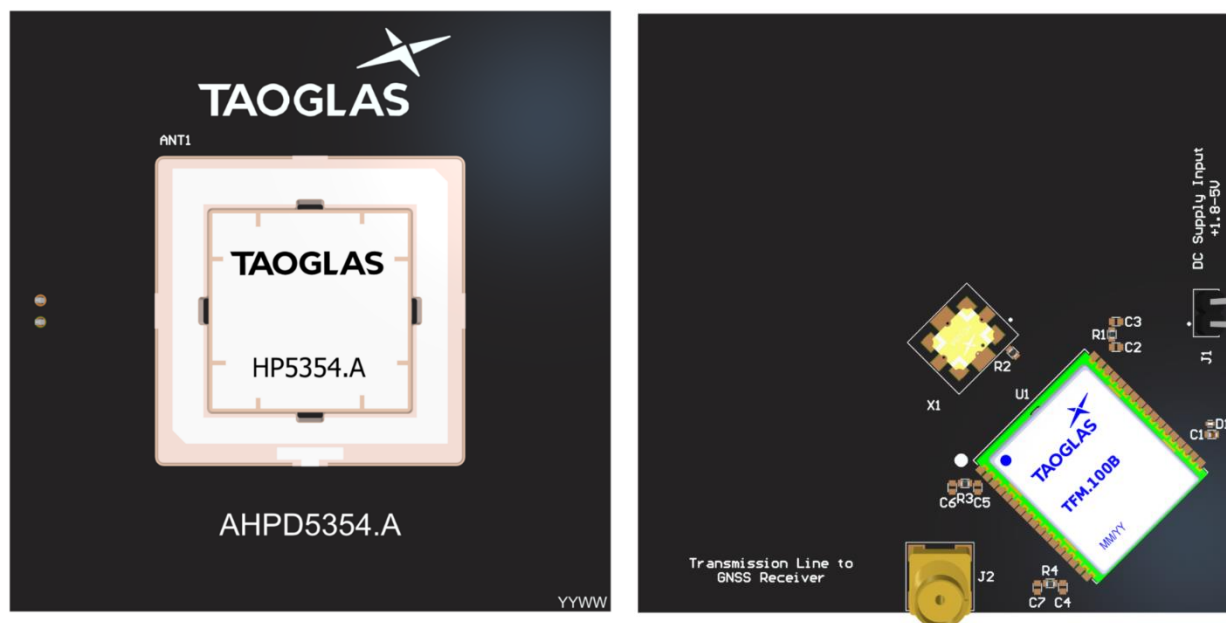 TAOGLAS
ANT1
TAOGLAS
HP5354.A
AHPD5354.A
YYWW
DC Supply Input
+1.8-5V
C3
R1
C2
J1
R2
X1
U1
D1
C1
TAOGLAS
TFM.100B
MM/YY
C6
R3
C5
Transmission Line to
GNSS Receiver
J2
R4
C7
C4